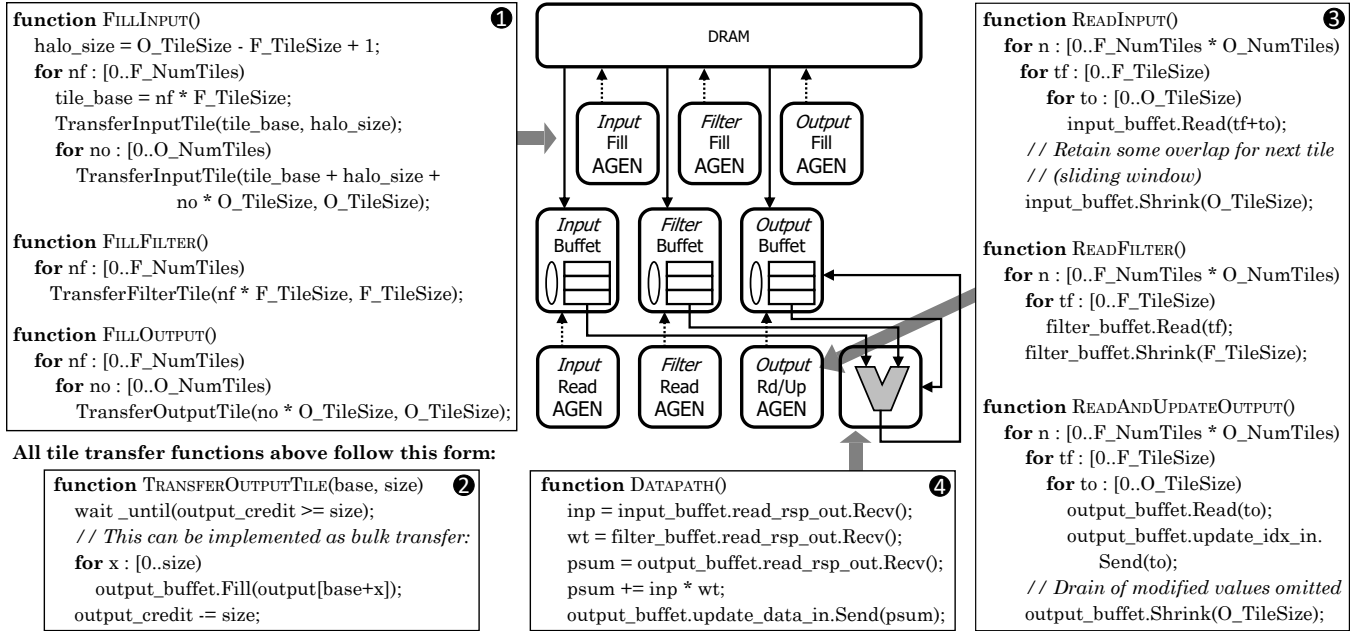 function FILLINPUT() ❶
halo_size = O_TileSize - F_TileSize + 1;
for nf : [0..F_NumTiles)
tile_base = nf * F_TileSize;
TransferInputTile(tile_base, halo_size);
for no : [0..O_NumTiles)
TransferInputTile(tile_base + halo_size +
no * O_TileSize, O_TileSize);
function FILLFILTER()
for nf : [0..F_NumTiles)
TransferFilterTile(nf * F_TileSize, F_TileSize);
function FILLOUTPUT()
for nf : [0..F_NumTiles)
for no : [0..O_NumTiles)
TransferOutputTile(no * O_TileSize, O_TileSize);
All tile transfer functions above follow this form:
function TRANSFEROUTPUTTILE(base, size) ❷
wait _until(output_credit >= size);
// This can be implemented as bulk transfer:
for x : [0..size)
output_buffet.Fill(output[base+x]);
output_credit -= size;
DRAM
Input
Fill
AGEN
Filter
Fill
AGEN
Output
Fill
AGEN
Input
Buffet
Filter
Buffet
Output
Buffet
Input
Read
AGEN
Filter
Read
AGEN
Output
Rd/Up
AGEN
function DATAPATH() ❹
inp = input_buffet.read_rsp_out.Recv();
wt = filter_buffet.read_rsp_out.Recv();
psum = output_buffet.read_rsp_out.Recv();
psum += inp * wt;
output_buffet.update_data_in.Send(psum);
function READINPUT() ❸
for n : [0..F_NumTiles * O_NumTiles)
for tf : [0..F_TileSize)
for to : [0..O_TileSize)
input_buffet.Read(tf+to);
// Retain some overlap for next tile
// (sliding window)
input_buffet.Shrink(O_TileSize);
function READFILTER()
for n : [0..F_NumTiles * O_NumTiles)
for tf : [0..F_TileSize)
filter_buffet.Read(tf);
filter_buffet.Shrink(F_TileSize);
function READANDUPDATEOUTPUT()
for n : [0..F_NumTiles * O_NumTiles)
for tf : [0..F_TileSize)
for to : [0..O_TileSize)
output_buffet.Read(to);
output_buffet.update_idx_in.
Send(to);
// Drain of modified values omitted
output_buffet.Shrink(O_TileSize);